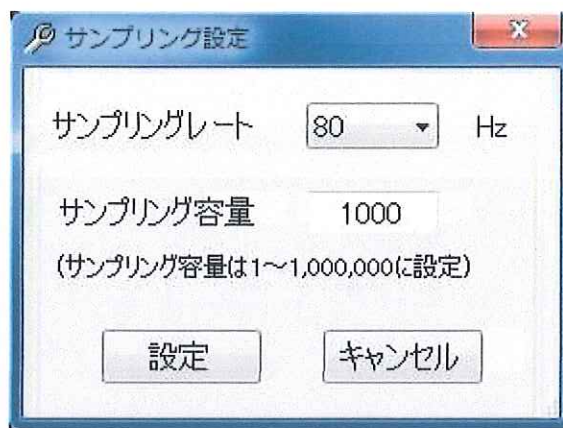 サンプリング設定
サンプリングレート 80 Hz
サンプリング容量 1000
(サンプリング容量は1～1,000,000に設定)
設定 キャンセル